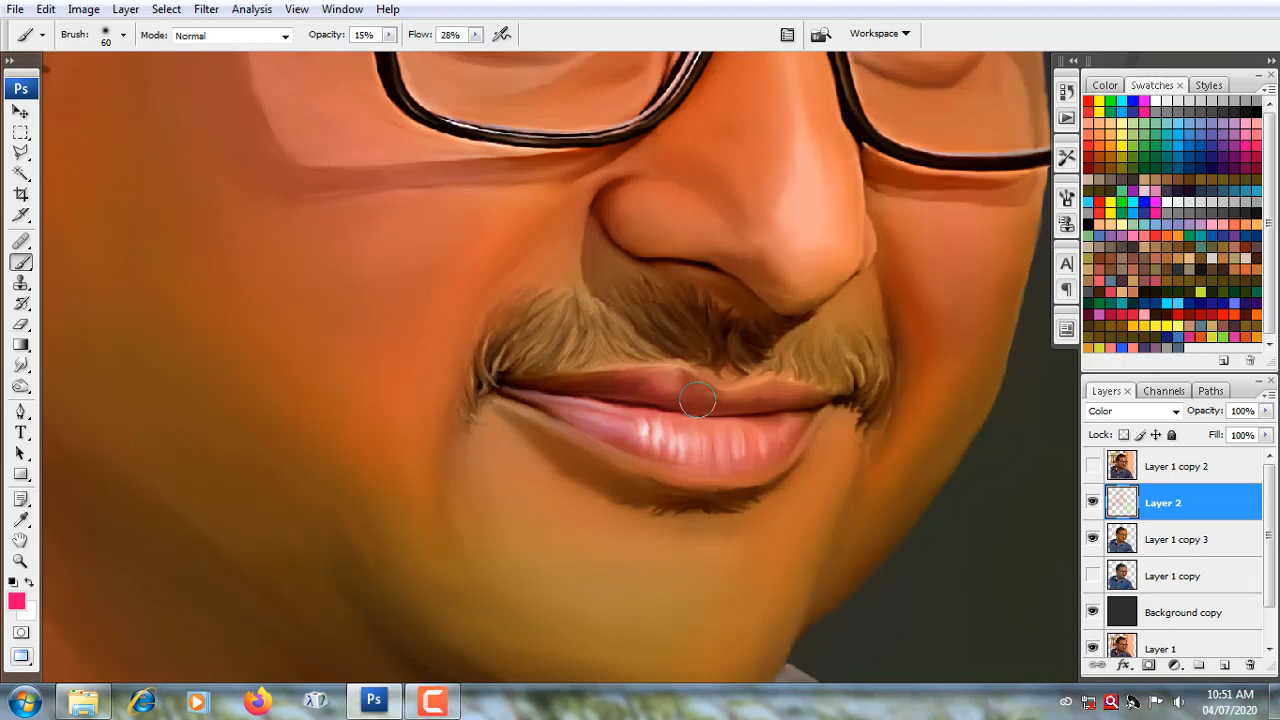 File Edit Image Layer Select Filter Analysis View Window Help
Brush: 60 Mode: Normal Opacity: 15% Flow: 28% Workspace
Ps
Color Swatches Styles
A
T
Layers Channels Paths
Color Opacity: 100%
Lock: Fill: 100%
Layer 1 copy 2
Layer 2
Layer 1 copy 3
Layer 1 copy
Background copy
Layer 1
fx
Ps
10:51 AM
04/07/2020